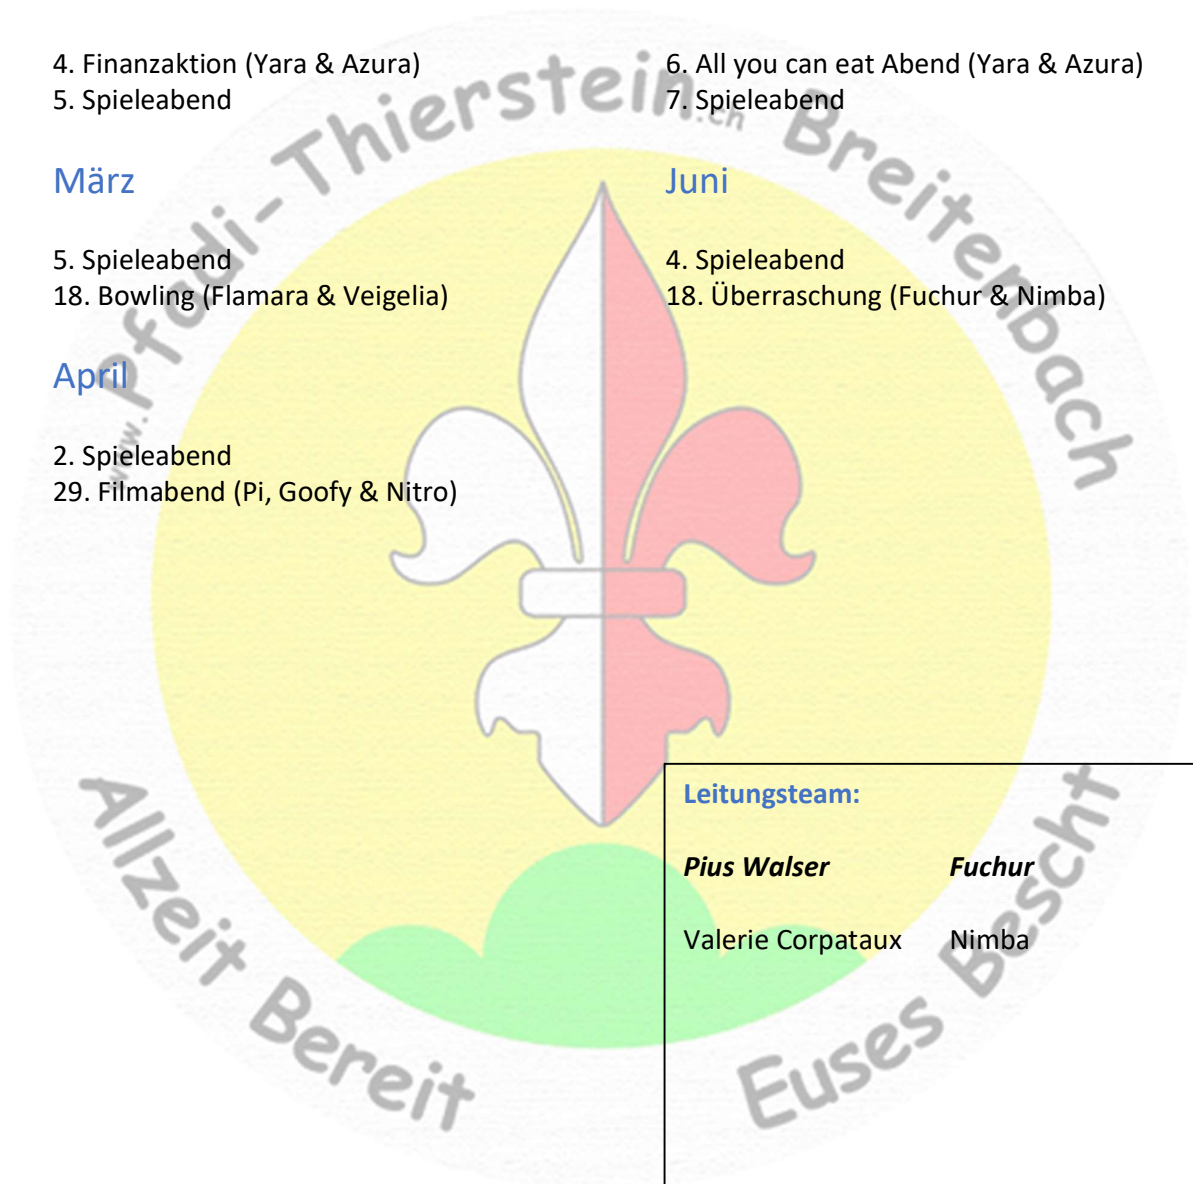 4. Finanzaktion (Yara & Azura)
5. Spieleabend
März
5. Spieleabend
18. Bowling (Flamara & Veigelia)
April
2. Spieleabend
29. Filmabend (Pi, Goofy & Nitro)
6. All you can eat Abend (Yara & Azura)
7. Spieleabend
Juni
4. Spieleabend
18. Überraschung (Fuchur & Nimba)
Leitungsteam:
Pius Walser Fuchur
Valerie Corpataux Nimba
www.Pfadi-Thierstein.ch Breitenbach
Allzeit Bereit
Euses Bescht